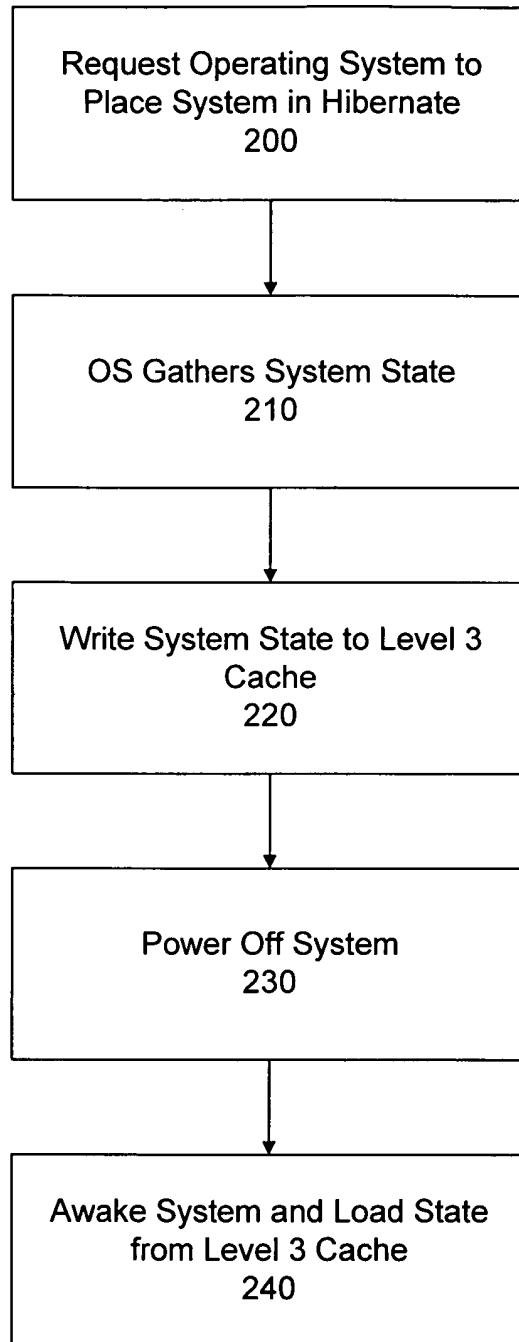 Request Operating System to
Place System in Hibernate
200
OS Gathers System State
210
Write System State to Level 3
Cache
220
Power Off System
230
Awake System and Load State
from Level 3 Cache
240